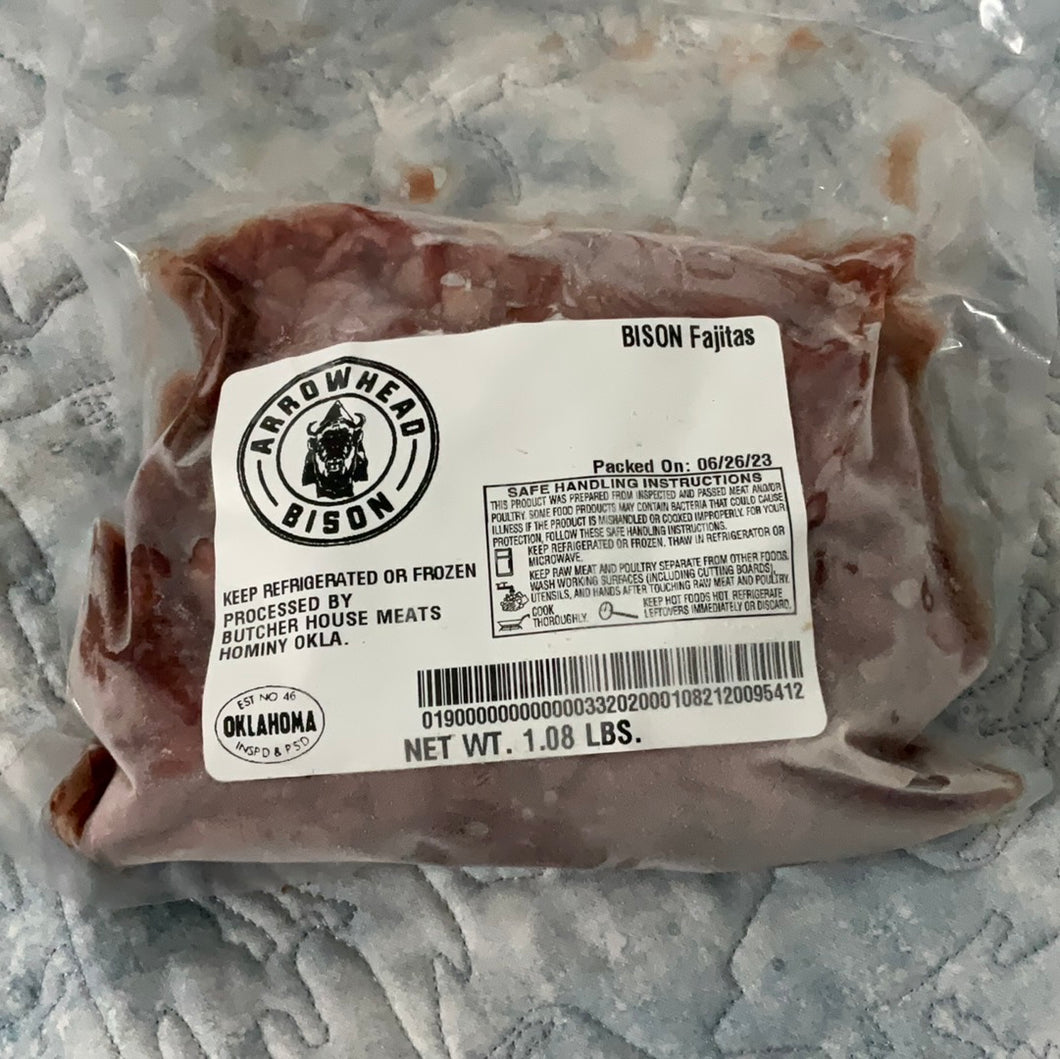 BISON Fajitas
ARROWHEAD
BISON
Packed On: 06/26/23
SAFE HANDLING INSTRUCTIONS
THIS PRODUCT WAS PREPARED FROM INSPECTED AND PASSED MEAT AND/OR
POULTRY. SOME FOOD PRODUCTS MAY CONTAIN BACTERIA THAT COULD CAUSE
ILLNESS IF THE PRODUCT IS MISHANDLED OR COOKED IMPROPERLY. FOR YOUR
PROTECTION, FOLLOW THESE SAFE HANDLING INSTRUCTIONS.
KEEP REFRIGERATED OR FROZEN. THAW IN REFRIGERATOR OR
MICROWAVE.
KEEP RAW MEAT AND POULTRY SEPARATE FROM OTHER FOODS.
WASH WORKING SURFACES (INCLUDING CUTTING BOARDS),
UTENSILS, AND HANDS AFTER TOUCHING RAW MEAT AND POULTRY.
COOK
THOROUGHLY.
KEEP HOT FOODS HOT. REFRIGERATE
LEFTOVERS IMMEDIATELY OR DISCARD.
KEEP REFRIGERATED OR FROZEN
PROCESSED BY
BUTCHER HOUSE MEATS
HOMINY OKLA.
EST NO 46
OKLAHOMA
INSP'D & P'S'D
0190000000000000332020001082120095412
NET WT. 1.08 LBS.